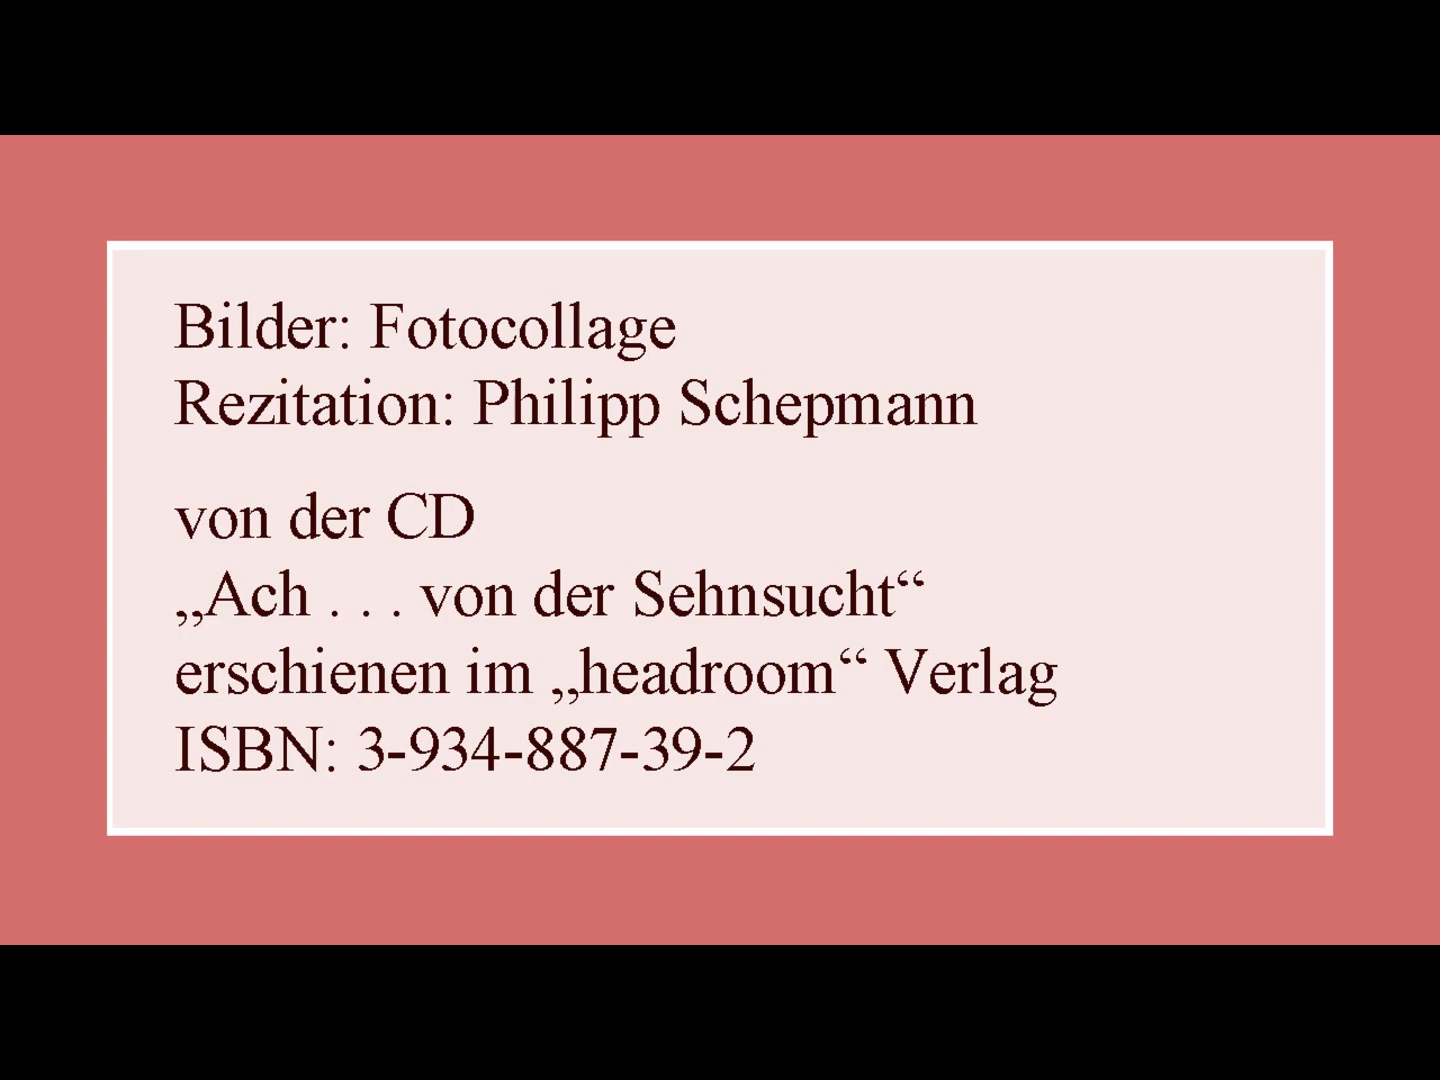 Bilder: Fotocollage
Rezitation: Philipp Schepmann
von der CD
„Ach . . . von der Sehnsucht“
erschienen im „headroom“ Verlag
ISBN: 3-934-887-39-2